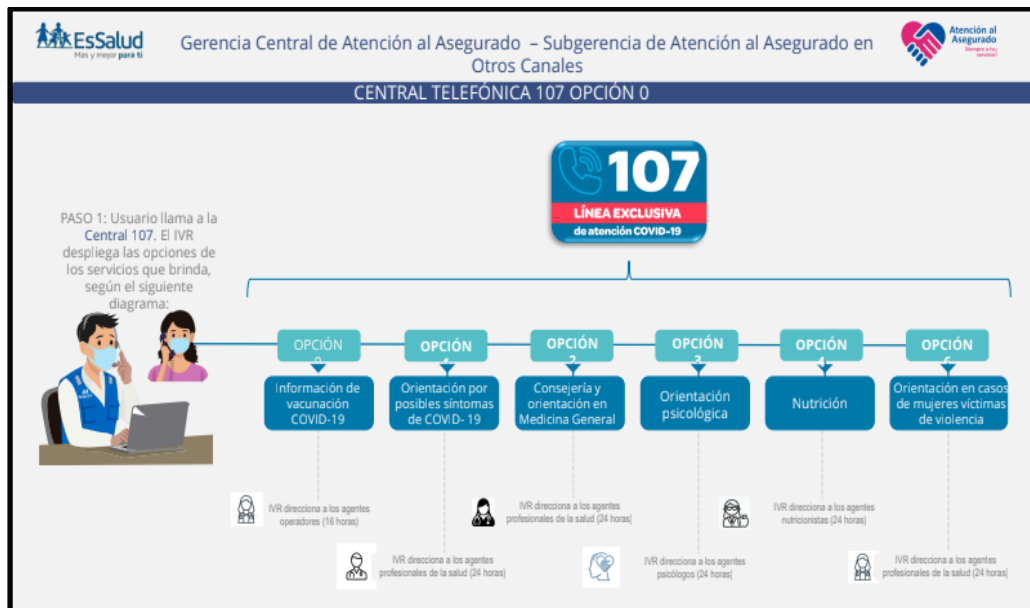 EsSalud
Más y mejor para ti
Gerencia Central de Atención al Asegurado – Subgerencia de Atención al Asegurado en
Otros Canales
Atención al
Asegurado
Siempre a tu
servicio
CENTRAL TELEFÓNICA 107 OPCIÓN 0
107
LÍNEA EXCLUSIVA
de atención COVID-19
PASO 1: Usuario llama a la
Central 107. El IVR
despliega las opciones de
los servicios que brinda,
según el siguiente
diagrama:
OPCIÓN
OPCIÓN
OPCIÓN
2
OPCIÓN
3
OPCIÓN
OPCIÓN
Información de
vacunación
COVID-19
Orientación por
posibles síntomas
de COVID- 19
Consejería y
orientación en
Medicina General
Orientación
psicológica
Nutrición
Orientación en casos
de mujeres víctimas
de violencia
IVR direcciona a los agentes
operadores (16 horas)
IVR direcciona a los agentes
profesionales de la salud (24 horas)
IVR direcciona a los agentes
profesionales de la salud (24 horas)
IVR direcciona a los agentes
psicólogos (24 horas)
IVR direcciona a los agentes
nutricionistas (24 horas)
IVR direcciona a los agentes
profesionales de la salud (24 horas)